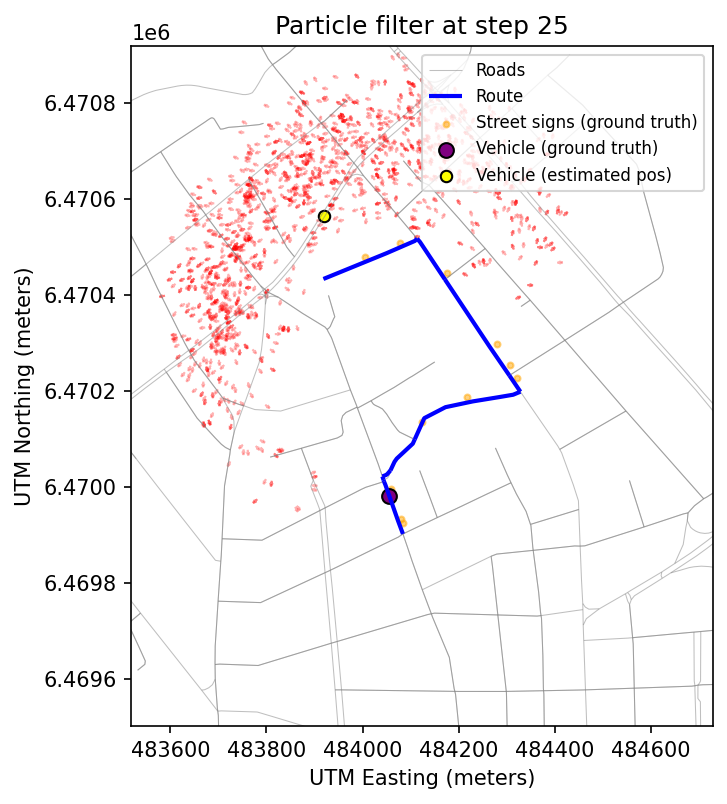 Particle filter at step 25
1e6
Roads
Route
Street signs (ground truth)
Vehicle (ground truth)
Vehicle (estimated pos)
6.4708
6.4706
6.4704
6.4702
6.4700
6.4698
6.4696
UTM Northing (meters)
483600 483800 484000 484200 484400 484600
UTM Easting (meters)